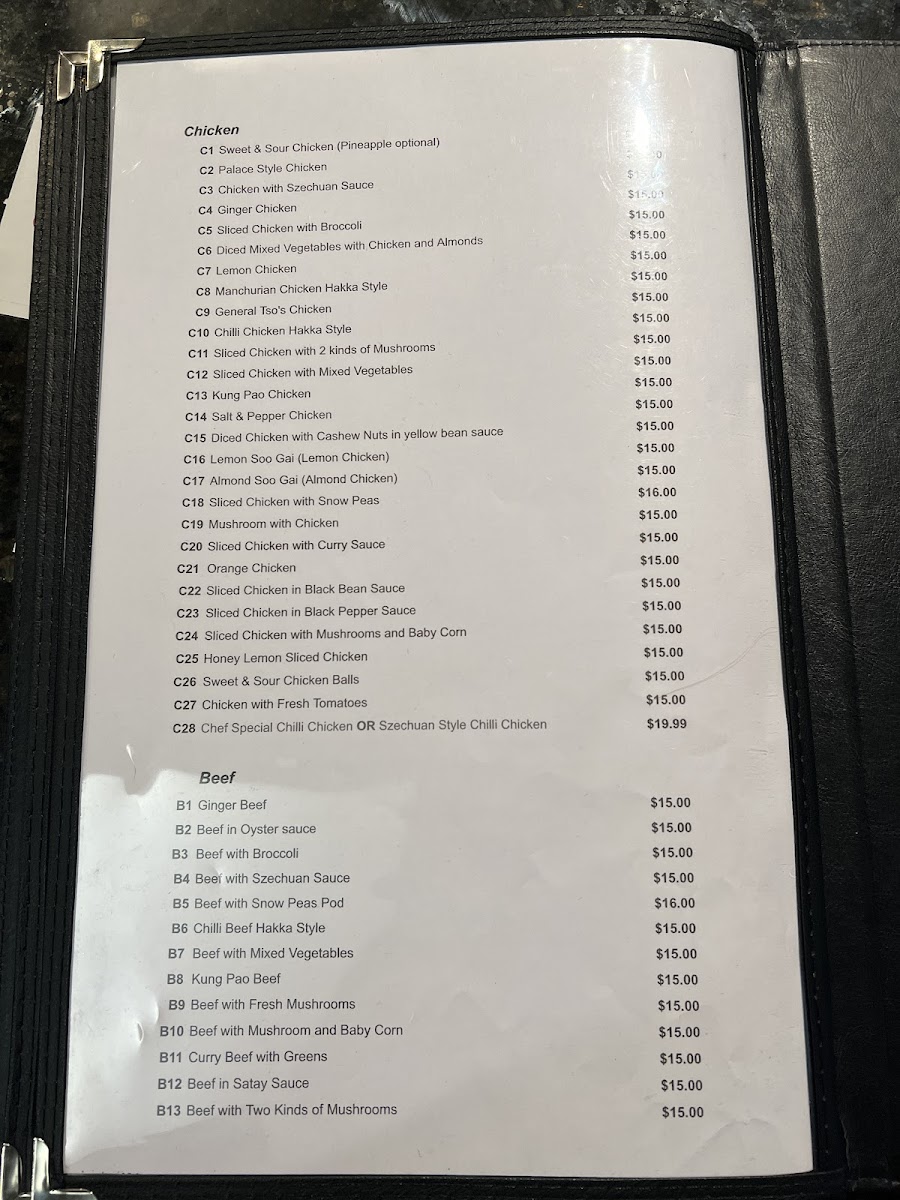 Chicken
C1 Sweet & Sour Chicken (Pineapple optional)
C2 Palace Style Chicken
C3 Chicken with Szechuan Sauce
C4 Ginger Chicken $15.00
C5 Sliced Chicken with Broccoli $15.00
C6 Diced Mixed Vegetables with Chicken and Almonds $15.00
C7 Lemon Chicken $15.00
C8 Manchurian Chicken Hakka Style $15.00
C9 General Tso's Chicken $15.00
C10 Chilli Chicken Hakka Style $15.00
C11 Sliced Chicken with 2 kinds of Mushrooms $15.00
C12 Sliced Chicken with Mixed Vegetables $15.00
C13 Kung Pao Chicken $15.00
C14 Salt & Pepper Chicken $15.00
C15 Diced Chicken with Cashew Nuts in yellow bean sauce $15.00
C16 Lemon Soo Gai (Lemon Chicken) $15.00
C17 Almond Soo Gai (Almond Chicken) $15.00
C18 Sliced Chicken with Snow Peas $16.00
C19 Mushroom with Chicken $15.00
C20 Sliced Chicken with Curry Sauce $15.00
C21 Orange Chicken $15.00
C22 Sliced Chicken in Black Bean Sauce $15.00
C23 Sliced Chicken in Black Pepper Sauce $15.00
C24 Sliced Chicken with Mushrooms and Baby Corn $15.00
C25 Honey Lemon Sliced Chicken $15.00
C26 Sweet & Sour Chicken Balls $15.00
C27 Chicken with Fresh Tomatoes $15.00
C28 Chef Special Chilli Chicken OR Szechuan Style Chilli Chicken $19.99
Beef
B1 Ginger Beef $15.00
B2 Beef in Oyster sauce $15.00
B3 Beef with Broccoli $15.00
B4 Beef with Szechuan Sauce $15.00
B5 Beef with Snow Peas Pod $16.00
B6 Chilli Beef Hakka Style $15.00
B7 Beef with Mixed Vegetables $15.00
B8 Kung Pao Beef $15.00
B9 Beef with Fresh Mushrooms $15.00
B10 Beef with Mushroom and Baby Corn $15.00
B11 Curry Beef with Greens $15.00
B12 Beef in Satay Sauce $15.00
B13 Beef with Two Kinds of Mushrooms $15.00